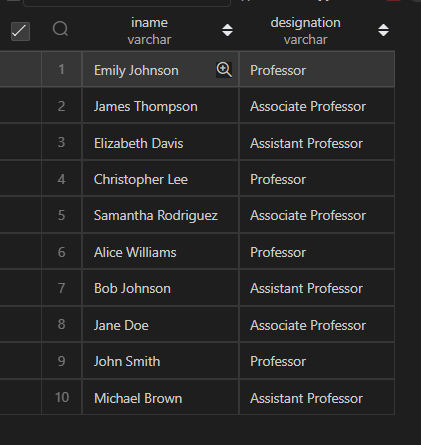 iname designation
varchar varchar
1 Emily Johnson Professor
2 James Thompson Associate Professor
3 Elizabeth Davis Assistant Professor
4 Christopher Lee Professor
5 Samantha Rodriguez Associate Professor
6 Alice Williams Professor
7 Bob Johnson Assistant Professor
8 Jane Doe Associate Professor
9 John Smith Professor
10 Michael Brown Assistant Professor